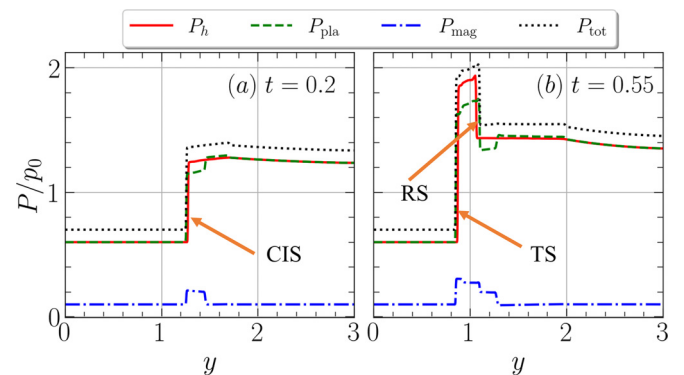 P_h P_pla P_mag P_tot
(a) t = 0.2
(b) t = 0.55
P/p_0
2
1
0
CIS
RS
TS
0 1 2 3
0 1 2 3
y
y